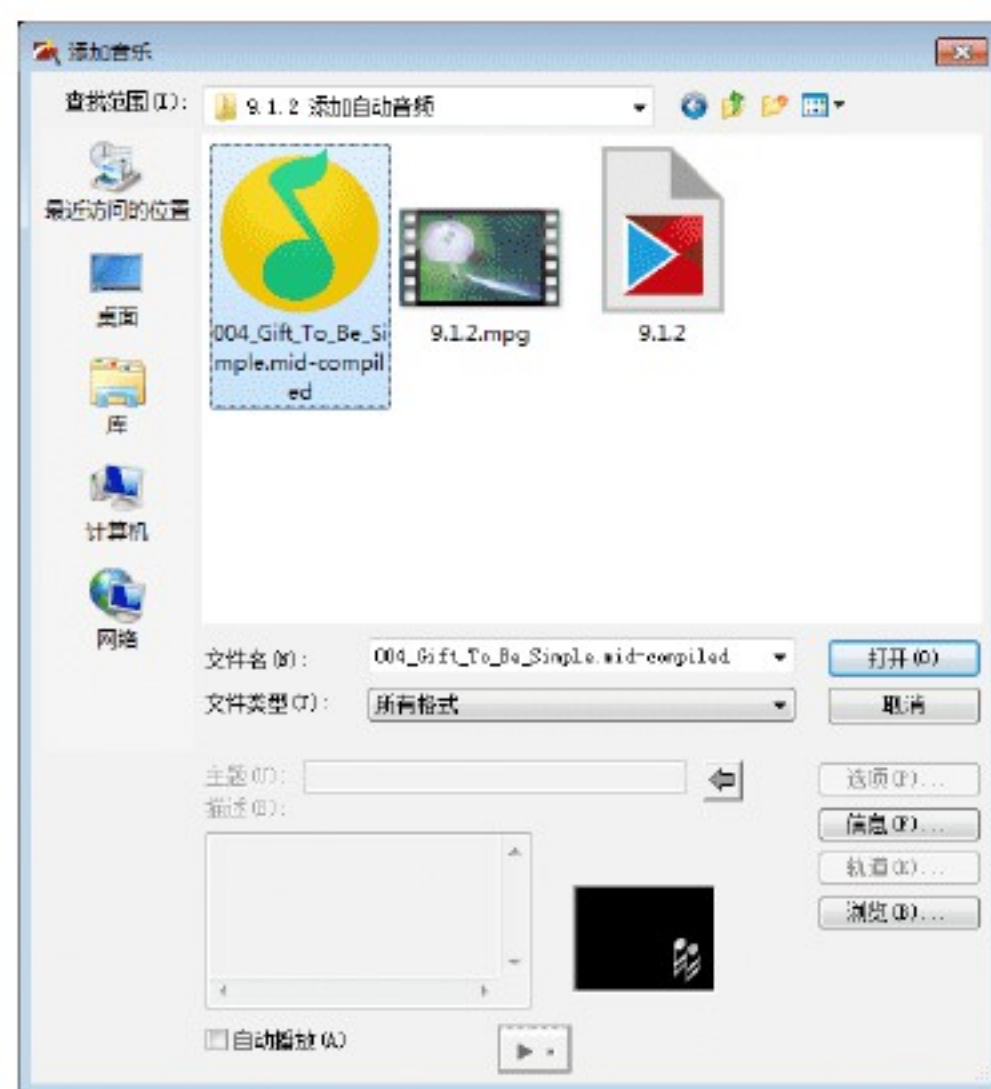 添加音乐
查找范围(I):
9.1.2 添加自动音频
最近访问的位置
桌面
库
计算机
网络
004_Gift_To_Be_Si
mple.mid-compil
ed
9.1.2.mpg
9.1.2
文件名(N):
004_Gift_To_Be_Simple.mid-compiled
打开(O)
文件类型(T):
所有格式
取消
主题(U):
描述(E):
选项(P)...
信息(F)...
轨道(K)...
浏览(B)...
自动播放(A)